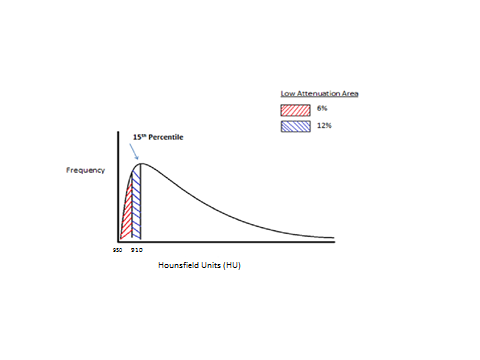 Low Attenuation Area
6%
12%
15th Percentile
Frequency
950 910
Hounsfield Units (HU)